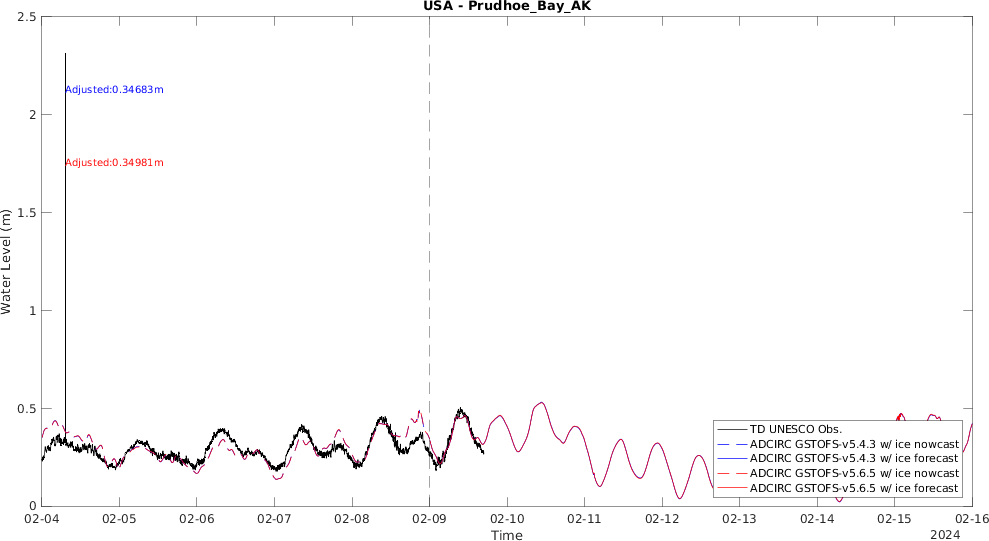 USA - Prudhoe_Bay_AK
2.5
2
1.5
1
0.5
0
Water Level (m)
Adjusted:0.34683m
Adjusted:0.34981m
TD UNESCO Obs.
ADCIRC GSTOFS-v5.4.3 w/ ice nowcast
ADCIRC GSTOFS-v5.4.3 w/ ice forecast
ADCIRC GSTOFS-v5.6.5 w/ ice nowcast
ADCIRC GSTOFS-v5.6.5 w/ ice forecast
02-04 02-05 02-06 02-07 02-08 02-09 02-10 02-11 02-12 02-13 02-14 02-15 02-16
Time
2024